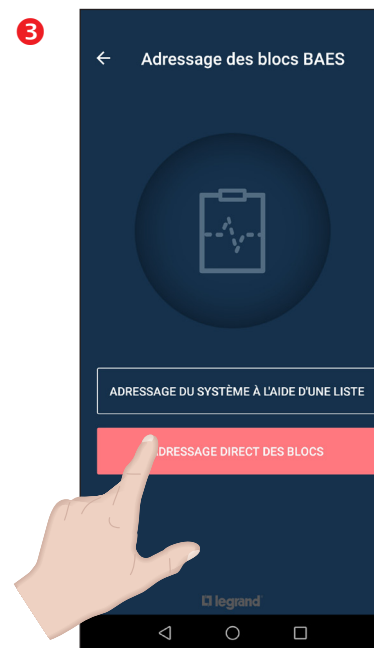 3
Adressage des blocs BAES
ADRESSAGE DU SYSTÈME À L'AIDE D'UNE LISTE
DRESSAGE DIRECT DES BLOCS
legrand